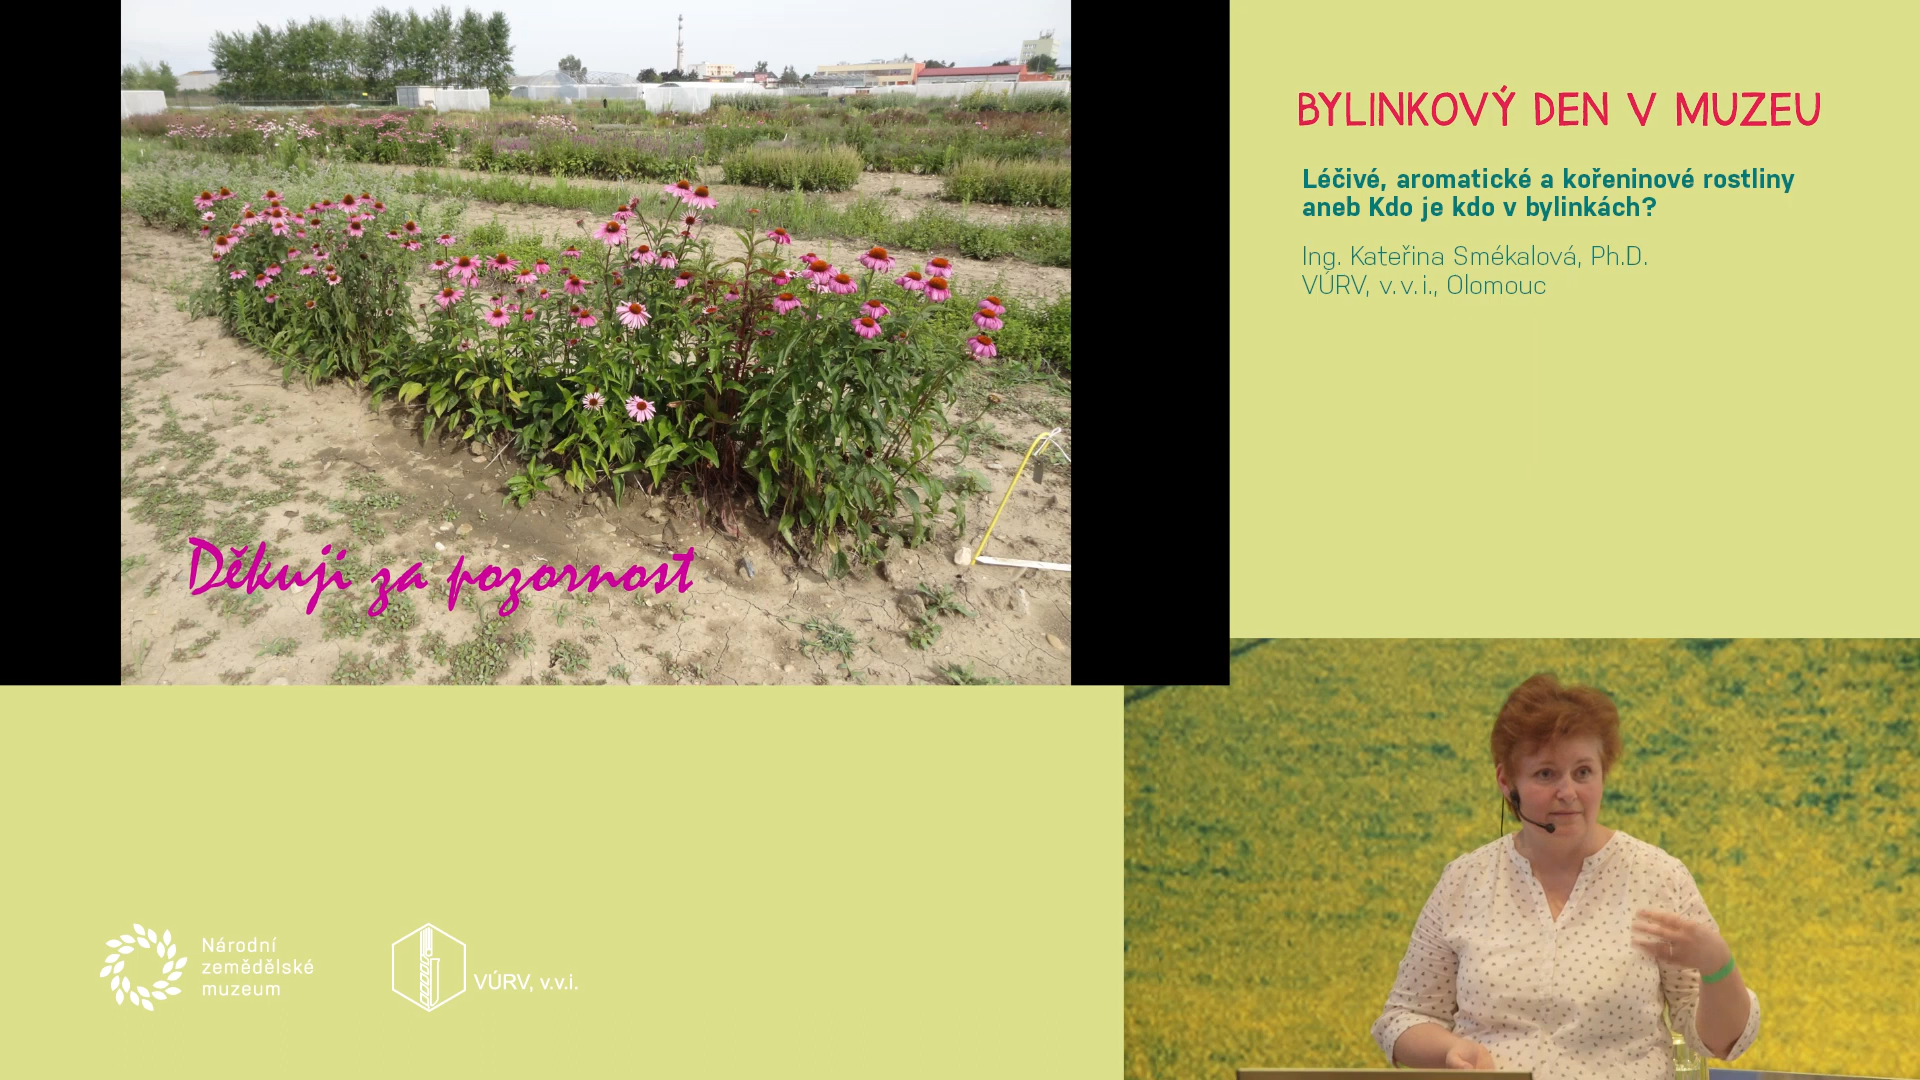 BYLINKOVÝ DEN V MUZEU
Léčivé, aromatické a kořeninové rostliny
aneb Kdo je kdo v bylinkách?
Ing. Kateřina Smékalová, Ph.D.
VÚRV, v.v.i., Olomouc
Děkuji za pozornost
Národní
zemědělské
muzeum
VÚRV, v.v.i.